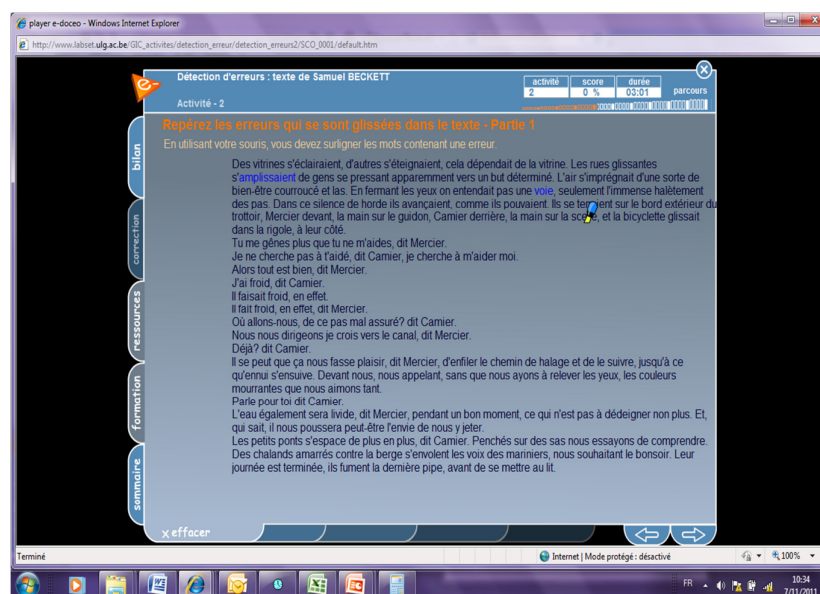 player e-doceo - Windows Internet Explorer
http://www.labset.ulg.ac.be/GIC_activites/detection_erreur/detection_erreurs2/SCO_0001/default.htm
e-
Détection d'erreurs : texte de Samuel BECKETT
activité score durée
2 0 % 03:01
parcours
Activité - 2
Repérez les erreurs qui se sont glissées dans le texte - Partie 1
En utilisant votre souris, vous devez surligner les mots contenant une erreur.
Des vitrines s'éclairaient, d'autres s'éteignaient, cela dépendait de la vitrine. Les rues glissantes
s'amplissaient de gens se pressant apparemment vers un but déterminé. L'air s'imprégnait d'une sorte de
bien-être courroucé et las. En fermant les yeux on entendait pas une voie, seulement l'immense halètement
des pas. Dans ce silence de horde ils avançaient, comme ils pouvaient. Ils se sur le bord extérieur du
trottoir, Mercier devant, la main sur le guidon, Camier derrière, la main sur la et la bicyclette glissait
dans la rigole, à leur côté.
Tu me gênes plus que tu ne m'aides, dit Mercier.
Je ne cherche pas à t'aidé, dit Camier, je cherche à m'aider moi.
Alors tout est bien, dit Mercier.
J'ai froid, dit Camier.
Il faisait froid, en effet.
Il fait froid, en effet, dit Mercier.
Où allons-nous, de ce pas mal assuré? dit Camier.
Nous nous dirigeons je crois vers le canal, dit Mercier.
Déjà? dit Camier.
Il se peut que ça nous fasse plaisir, dit Mercier, d'enfiler le chemin de halage et de le suivre, jusqu'à ce
qu'ennui s'ensuive. Devant nous, nous appelant, sans que nous ayons à relever les yeux, les couleurs
mourrantes que nous aimons tant.
Parle pour toi dit Camier.
L'eau également sera livide, dit Mercier, pendant un bon moment, ce qui n'est pas à dédeigner non plus. Et,
qui sait, il nous poussera peut-être l'envie de nous y jeter.
Les petits ponts s'espace de plus en plus, dit Camier. Penchés sur des sas nous essayons de comprendre.
Des chalands amarrés contre la berge s'envolent les voix des mariniers, nous souhaitant le bonsoir. Leur
journée est terminée, ils fument la dernière pipe, avant de se mettre au lit.
bilan
correction
ressources
formation
sommaire
x effacer
Terminé
Internet | Mode protégé : désactivé
100%
FR
10:34
7/11/2011